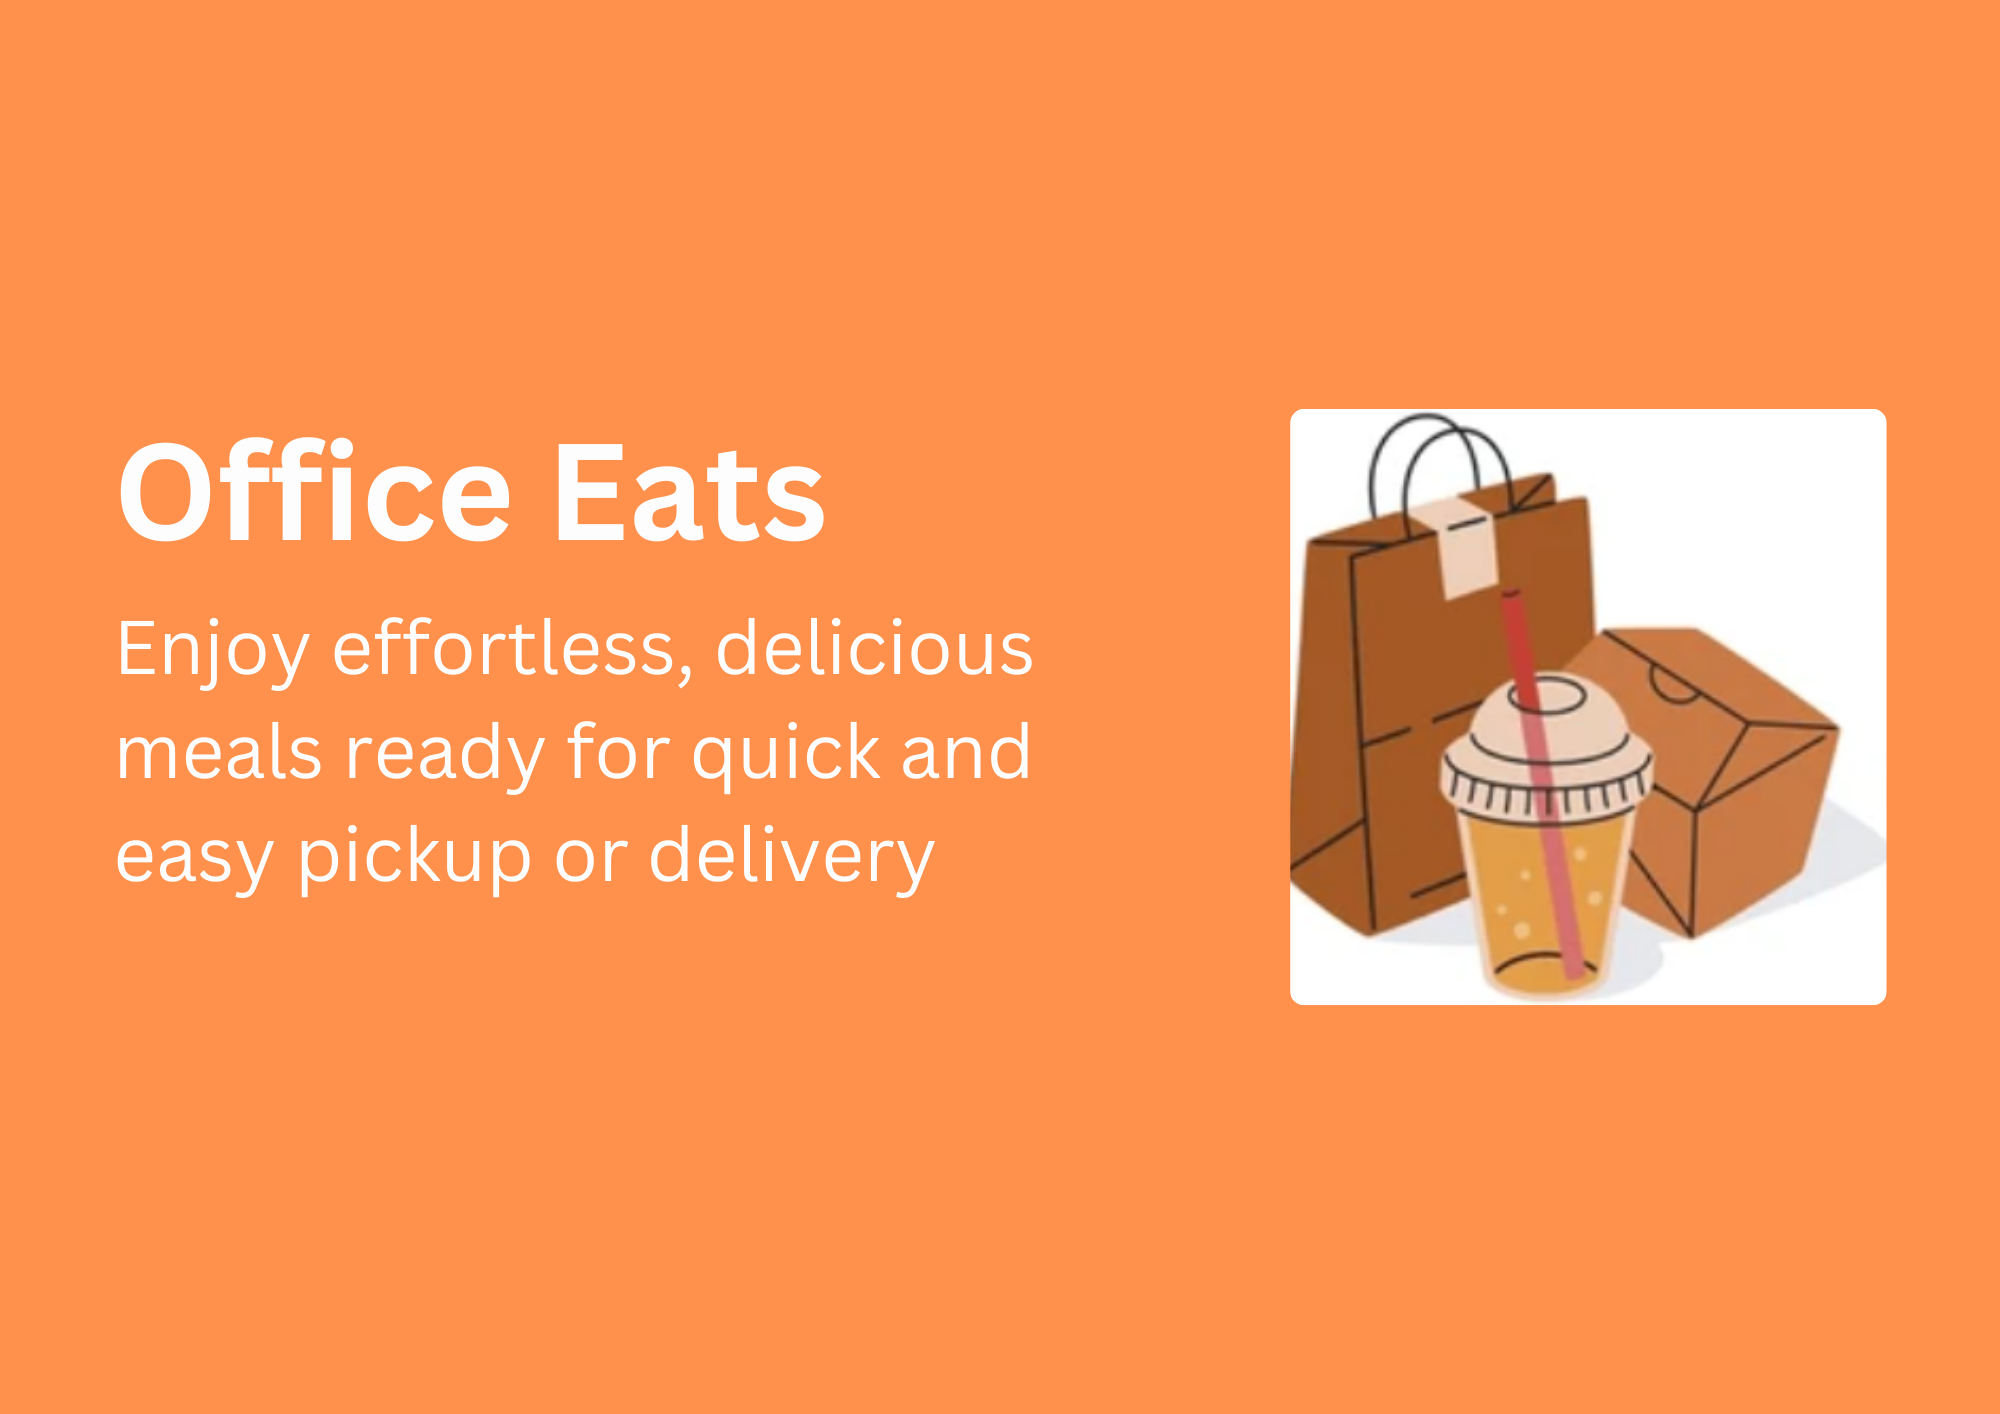 Office Eats
Enjoy effortless, delicious
meals ready for quick and
easy pickup or delivery